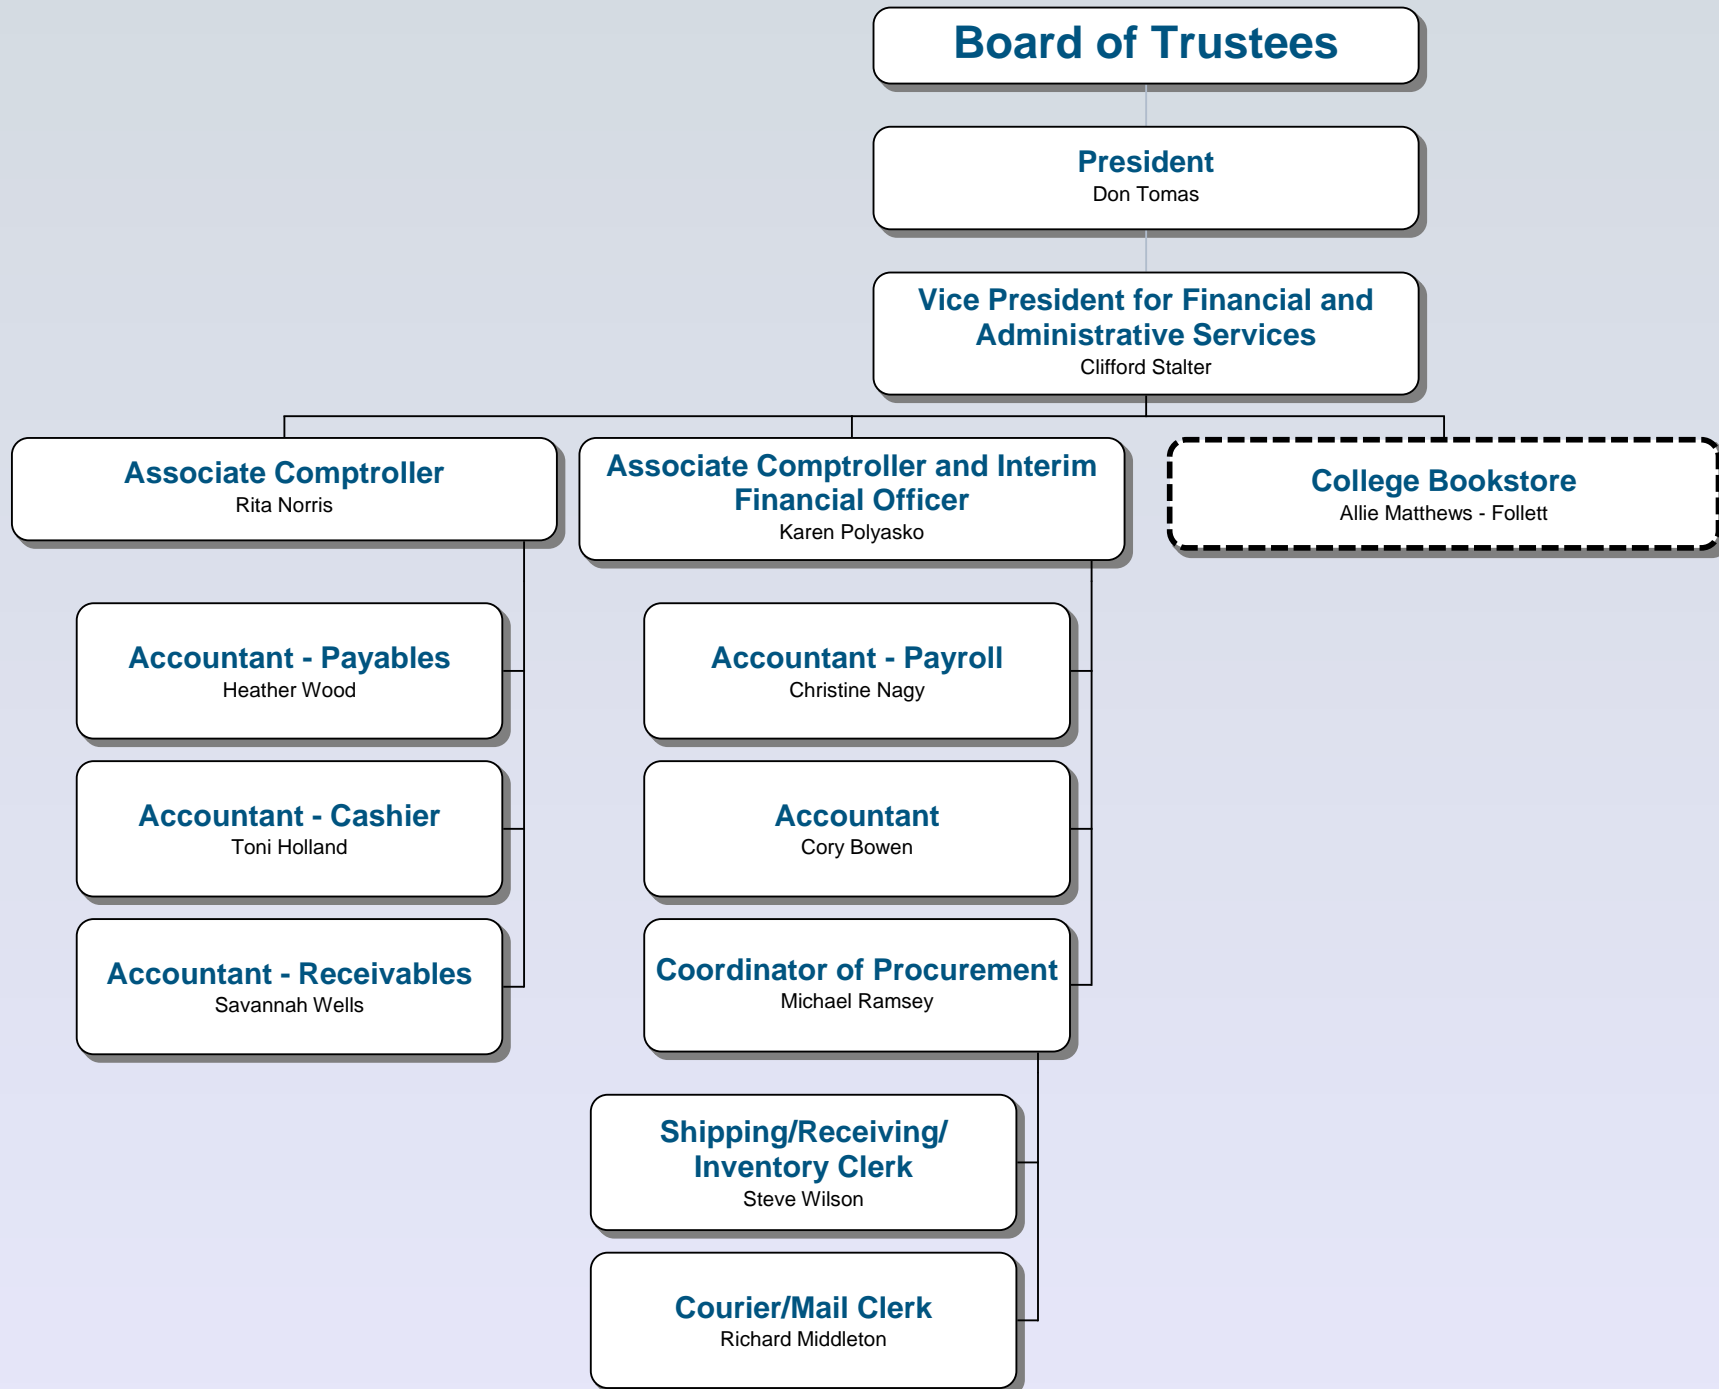 Board of Trustees
President
Don Tomas
Vice President for Financial and
Administrative Services
Clifford Stalter
Associate Comptroller
Rita Norris
Associate Comptroller and Interim
Financial Officer
Karen Polyasko
College Bookstore
Allie Matthews - Follett
Accountant - Payables
Heather Wood
Accountant - Cashier
Toni Holland
Accountant - Receivables
Savannah Wells
Accountant - Payroll
Christine Nagy
Accountant
Cory Bowen
Coordinator of Procurement
Michael Ramsey
Shipping/Receiving/
Inventory Clerk
Steve Wilson
Courier/Mail Clerk
Richard Middleton